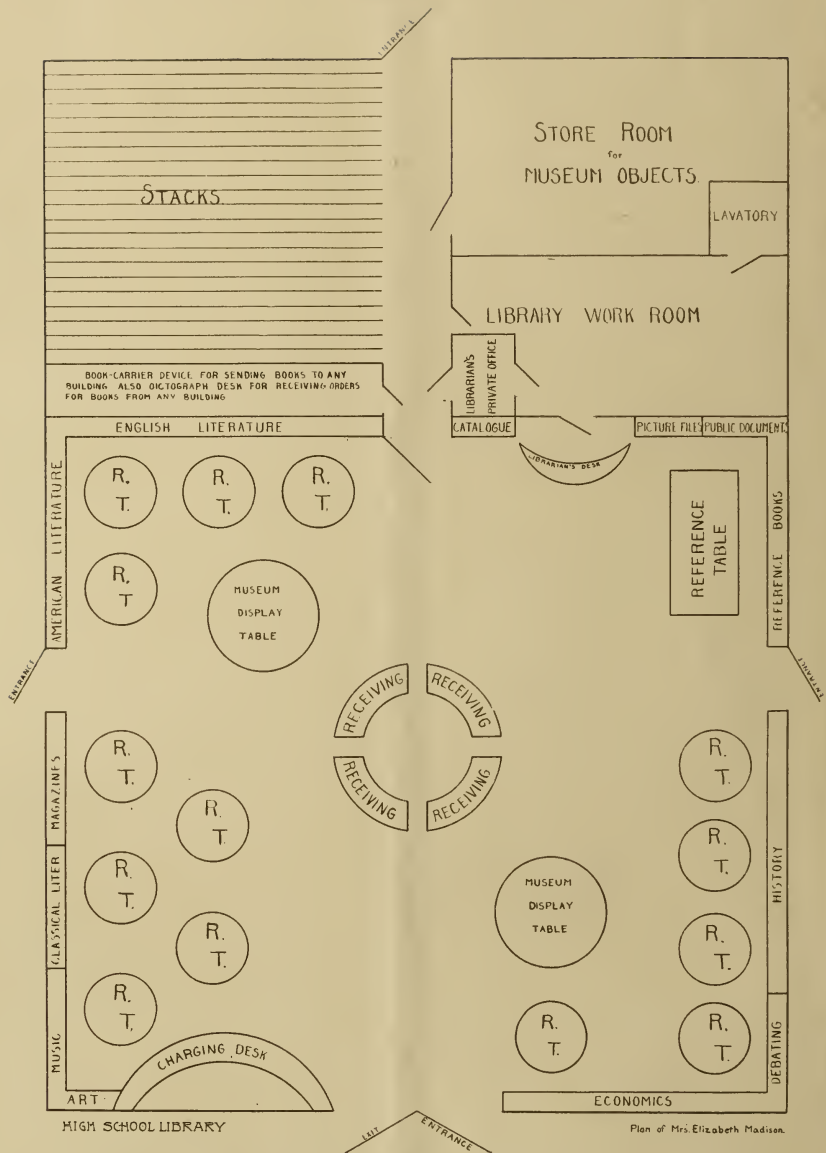 ENTRANCE
STORE ROOM
for
MUSEUM OBJECTS
STACKS
LAVATORY
LIBRARY WORK ROOM
LIBRARIAN'S
PRIVATE OFFICE
BOOK-CARRIER DEVICE FOR SENDING BOOKS TO ANY
BUILDING ALSO DICTOGRAPH DESK FOR RECEIVING ORDERS
FOR BOOKS FROM ANY BUILDING
ENGLISH LITERATURE
CATALOGUE
PICTURE FILES
PUBLIC DOCUMENTS
LIBRARIAN'S DESK
AMERICAN LITERATURE
R.
T.
R.
T.
R.
T.
REFERENCE
TABLE
REFERENCE BOOKS
R.
T
MUSEUM
DISPLAY
TABLE
ENTRANCE
ENTRANCE
RECEIVING
RECEIVING
RECEIVING
RECEIVING
MAGAZINES
R.
T.
R.
T.
R.
T.
R.
T.
CLASSICAL LITER
R.
T.
MUSEUM
DISPLAY
TABLE
HISTORY
R.
T.
R.
T.
MUSIC
R.
T.
R.
T.
R.
T.
DEBATING
CHARGING DESK
ART
ECONOMICS
HIGH SCHOOL LIBRARY
EXIT
ENTRANCE
Plan of Mrs. Elizabeth Madison